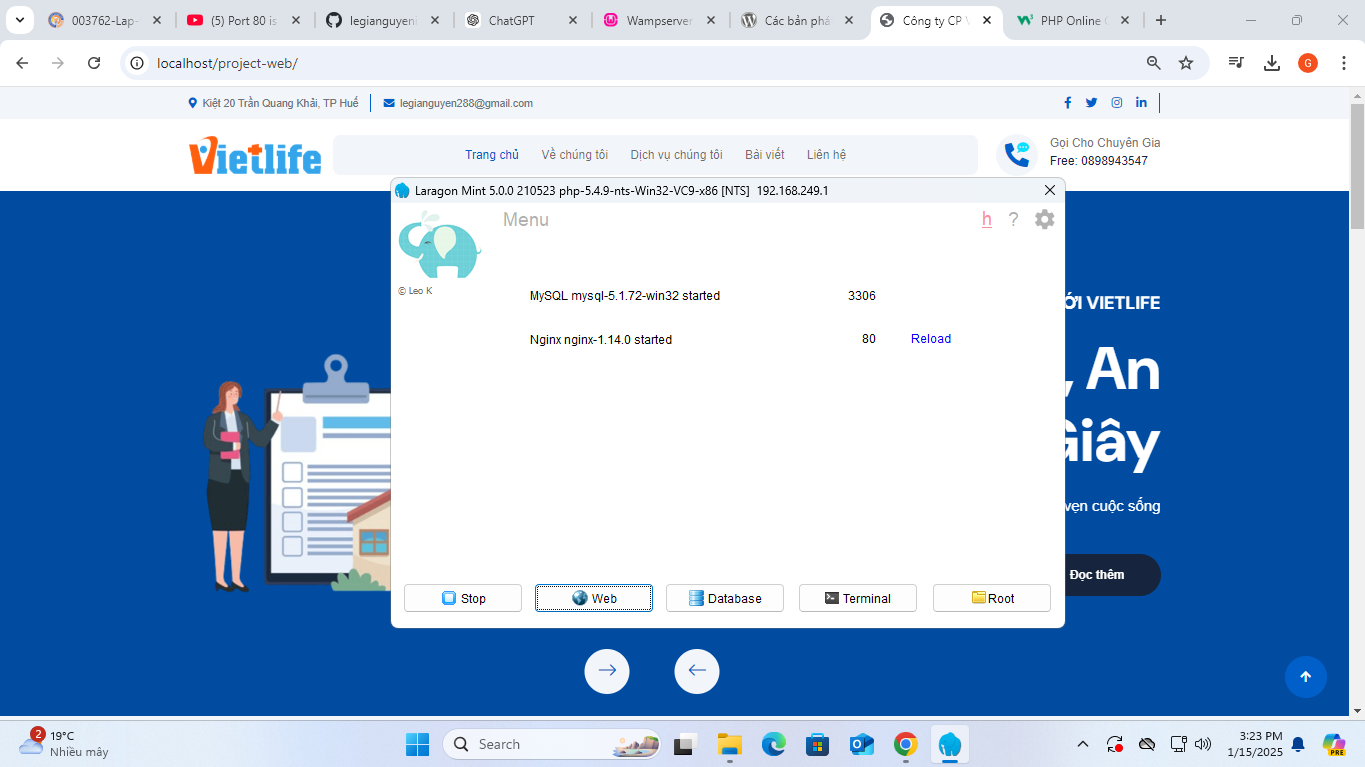 003762-Lap-
(5) Port 80 is
legianguyeni
ChatGPT
Wampserver
Các bản phá
Công ty CP V
PHP Online C
localhost/project-web/
G
Kiệt 20 Trần Quang Khải, TP Huế
legianguyen288@gmail.com
Vietlife
Trang chủ
Về chúng tôi
Dịch vụ chúng tôi
Bài viết
Liên hệ
Gọi Cho Chuyên Gia
Free: 0898943547
Laragon Mint 5.0.0 210523 php-5.4.9-nts-Win32-VC9-x86 [NTS] 192.168.249.1
Menu
h ?
© Leo K
MySQL mysql-5.1.72-win32 started 3306
Nginx nginx-1.14.0 started 80 Reload
ỚI VIETLIFE
, An
Giây
vẹn cuộc sống
Đọc thêm
Stop
Web
Database
Terminal
Root
2
19°C
Nhiều mây
Search
3:23 PM
1/15/2025
PRE